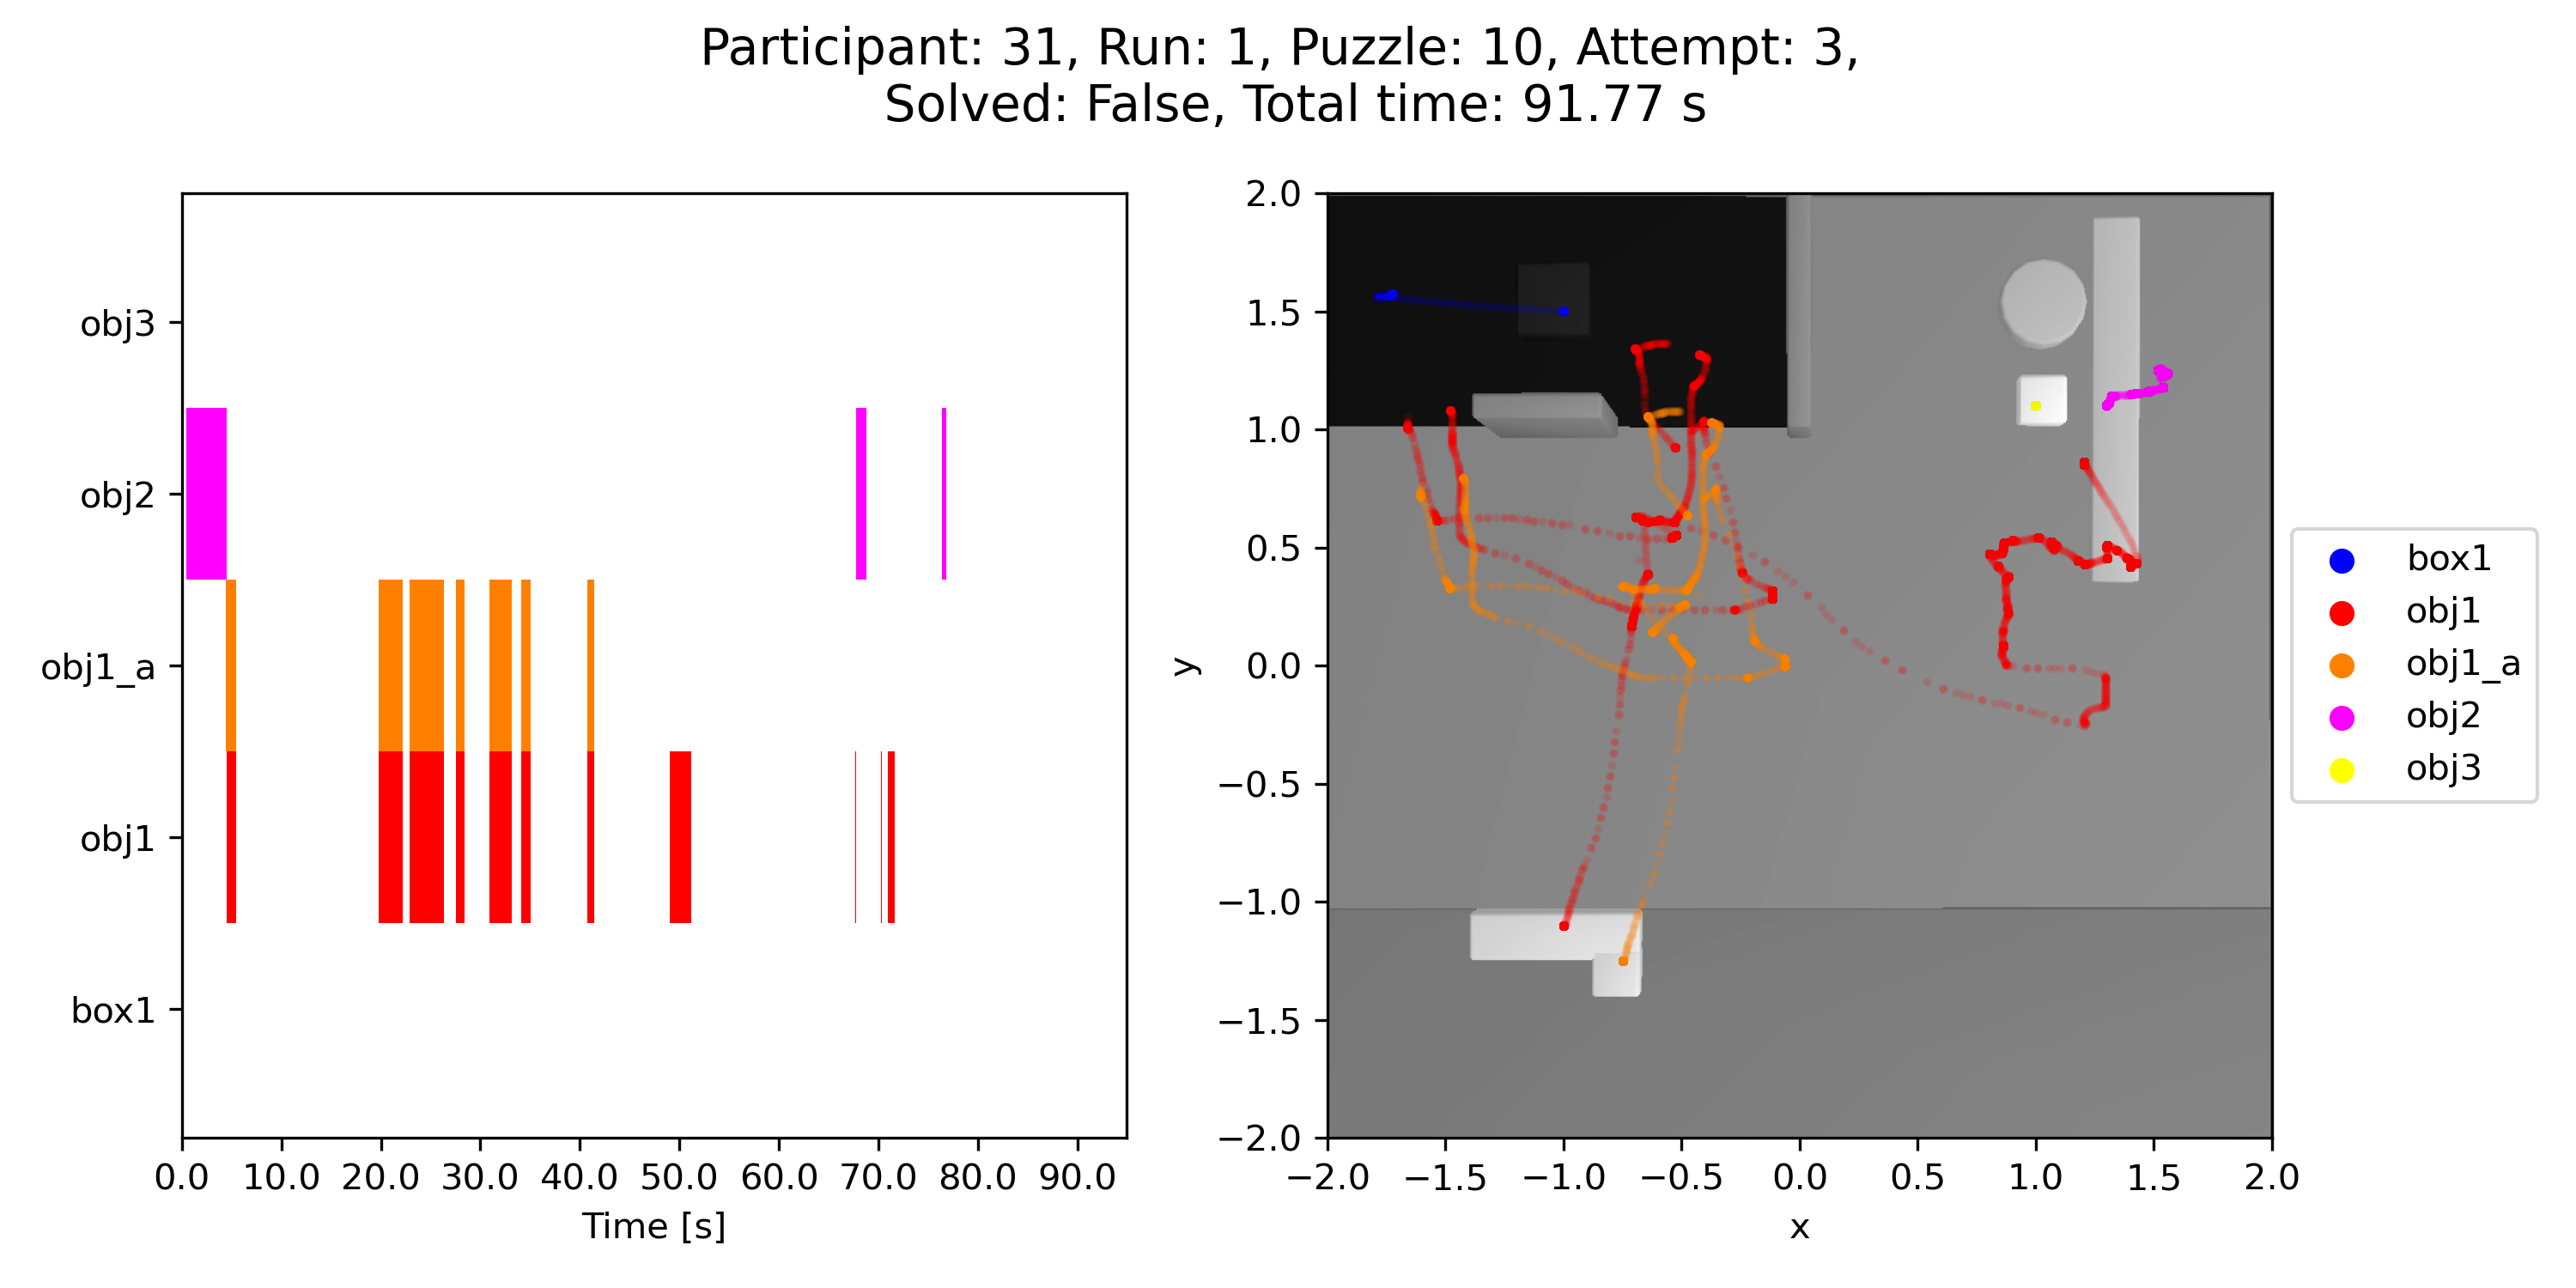 Participant: 31, Run: 1, Puzzle: 10, Attempt: 3,
Solved: False, Total time: 91.77 s
obj3
obj2
obj1_a
obj1
box1
0.0 10.0 20.0 30.0 40.0 50.0 60.0 70.0 80.0 90.0
Time [s]
2.0
1.5
1.0
0.5
0.0
−0.5
−1.0
−1.5
−2.0
y
−2.0 −1.5 −1.0 −0.5 0.0 0.5 1.0 1.5 2.0
x
box1
obj1
obj1_a
obj2
obj3